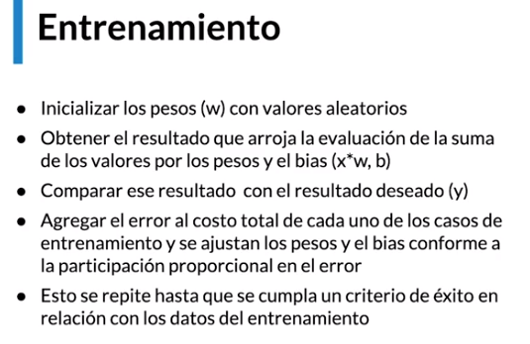 Entrenamiento
● Inicializar los pesos (w) con valores aleatorios
● Obtener el resultado que arroja la evaluación de la suma
de los valores por los pesos y el bias (x*w, b)
● Comparar ese resultado con el resultado deseado (y)
● Agregar el error al costo total de cada uno de los casos de
entrenamiento y se ajustan los pesos y el bias conforme a
la participación proporcional en el error
● Esto se repite hasta que se cumpla un criterio de éxito en
relación con los datos del entrenamiento